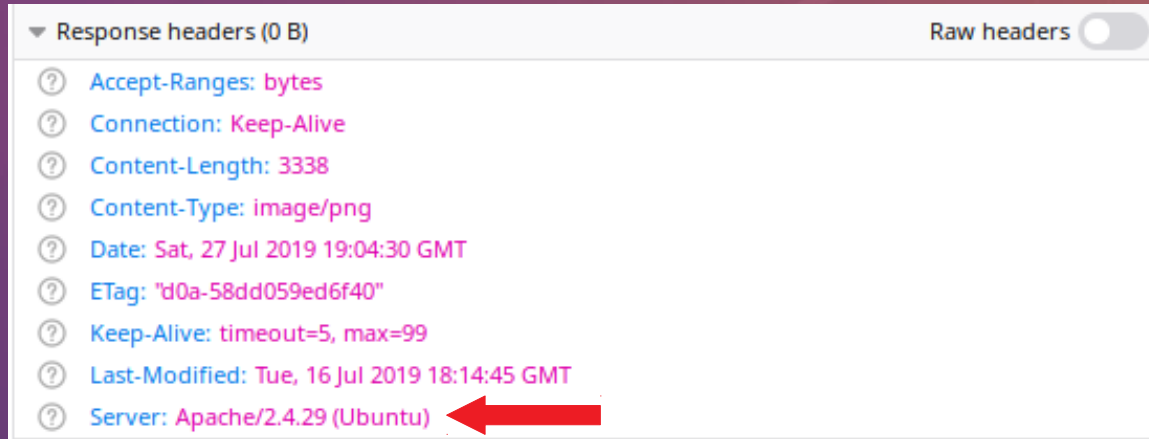 Response headers (0 B) Raw headers
Accept-Ranges: bytes
Connection: Keep-Alive
Content-Length: 3338
Content-Type: image/png
Date: Sat, 27 Jul 2019 19:04:30 GMT
ETag: "d0a-58dd059ed6f40"
Keep-Alive: timeout=5, max=99
Last-Modified: Tue, 16 Jul 2019 18:14:45 GMT
Server: Apache/2.4.29 (Ubuntu)